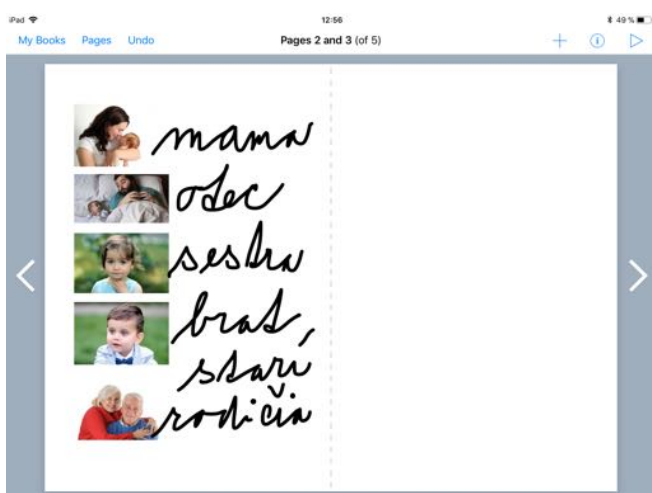 iPad 12:56 49 %
My Books Pages Undo Pages 2 and 3 (of 5)
mama
otec
sestra
brat,
starí
rodičia